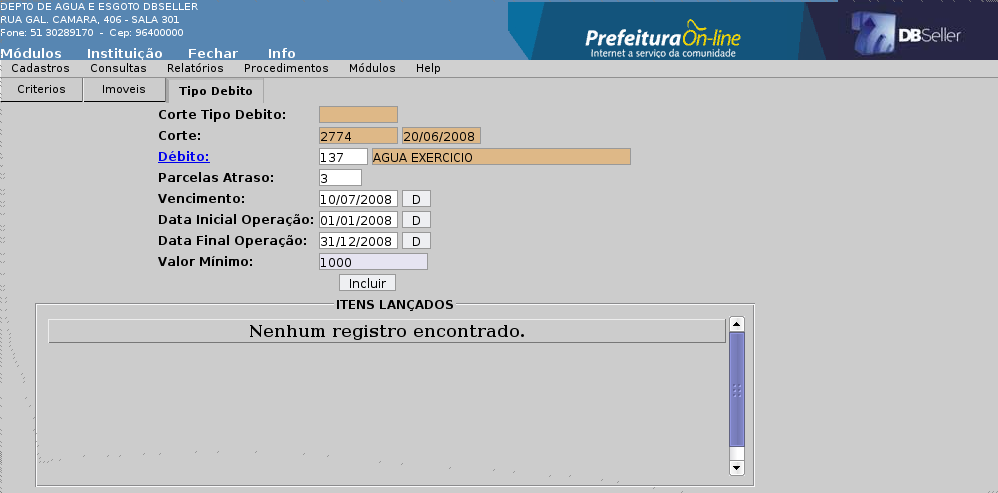 DEPTO DE AGUA E ESGOTO DBSELLER
RUA GAL. CAMARA, 406 - SALA 301
Fone: 51 30289170 - Cep: 96400000
PrefeituraOn-line
Internet a serviço da comunidade
DBSeller
Módulos Instituição Fechar Info
Cadastros Consultas Relatórios Procedimentos Módulos Help
Criterios Imoveis Tipo Debito
Corte Tipo Debito:
Corte: 2774 20/06/2008
Débito: 137 AGUA EXERCICIO
Parcelas Atraso: 3
Vencimento: 10/07/2008 D
Data Inicial Operação: 01/01/2008 D
Data Final Operação: 31/12/2008 D
Valor Mínimo: 1000
Incluir
ITENS LANÇADOS
Nenhum registro encontrado.